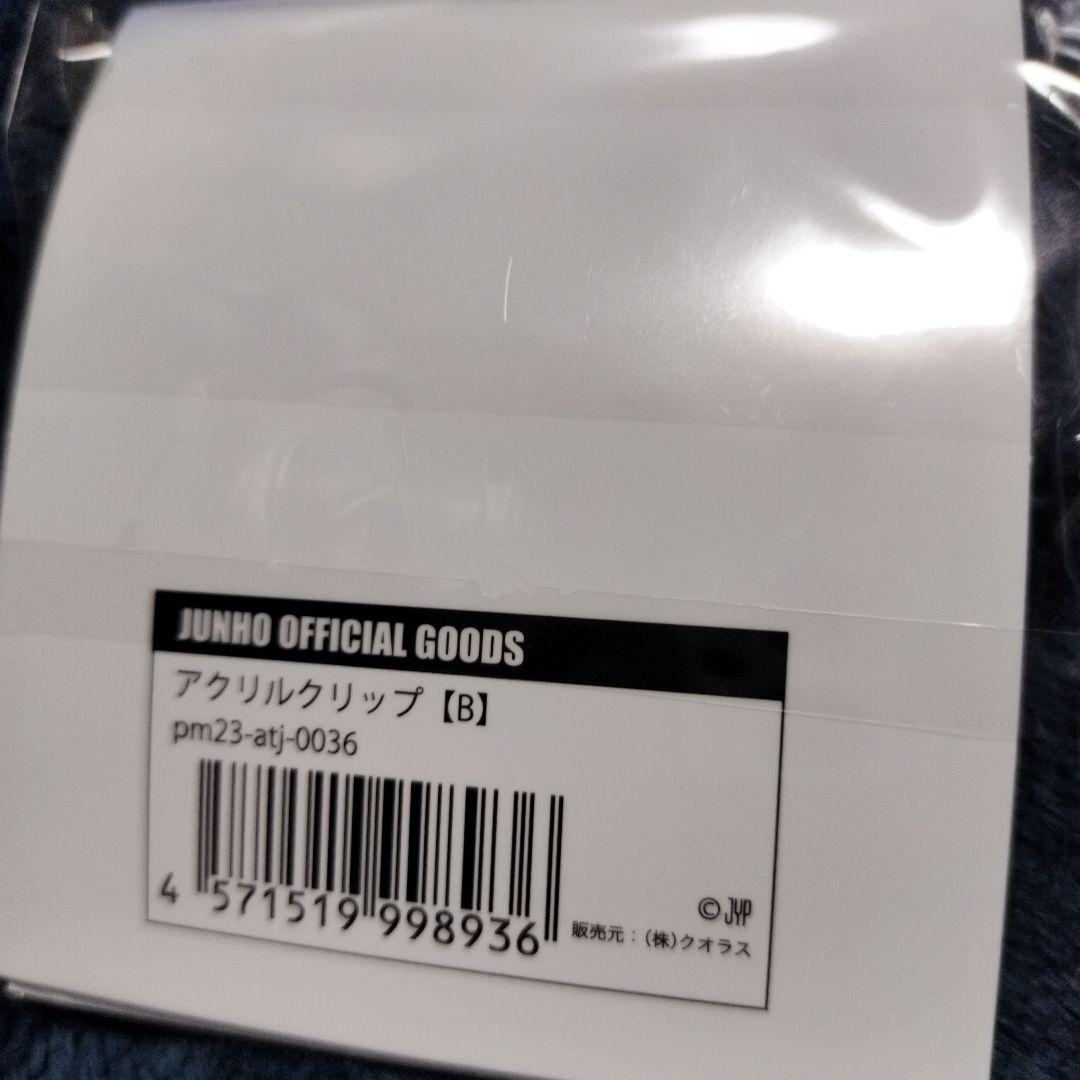 JUNHO OFFICIAL GOODS
アクリルクリップ【B】
pm23-atj-0036
4 571519 998936
© JYP
販売元：(株)クオラス